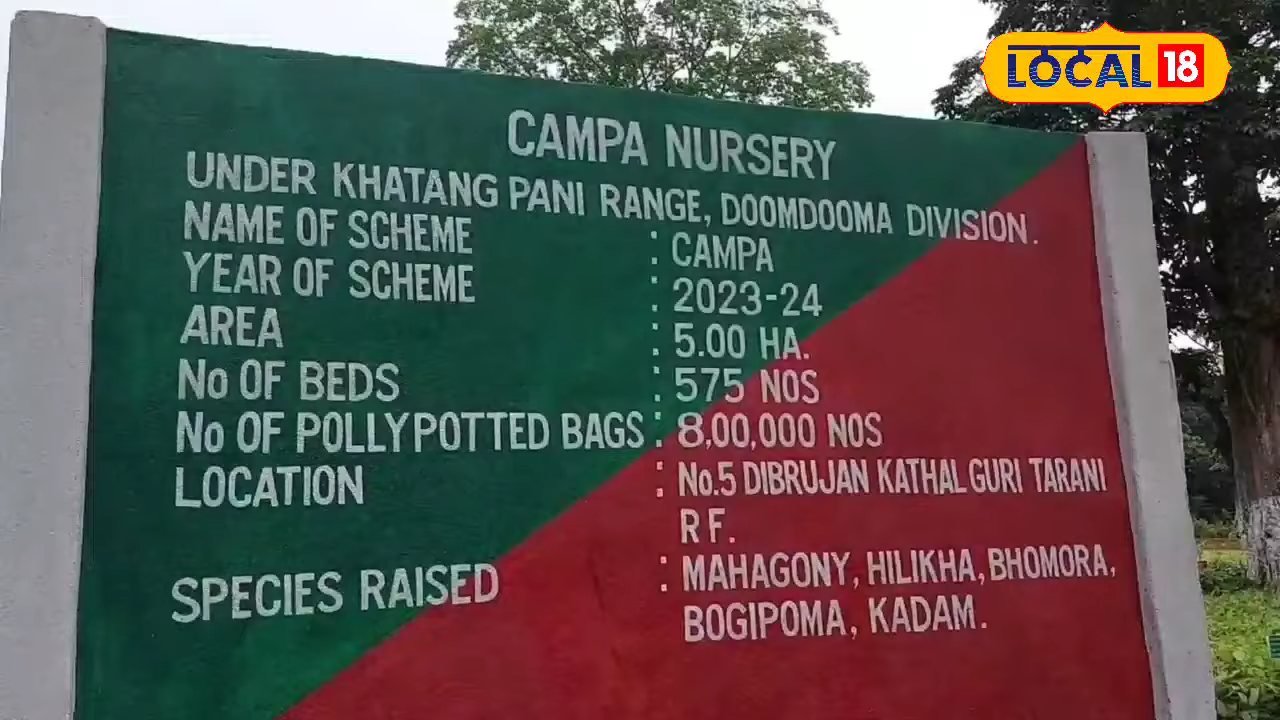 LOCAL 18
CAMPA NURSERY
UNDER KHATANG PANI RANGE, DOOMDOOMA DIVISION.
NAME OF SCHEME : CAMPA
YEAR OF SCHEME : 2023-24
AREA : 5.00 HA.
No OF BEDS : 575 NOS
No OF POLLYPOTTED BAGS : 8,00,000 NOS
LOCATION : No.5 DIBRUJAN KATHAL GURI TARANI
R F.
SPECIES RAISED : MAHAGONY, HILIKHA, BHOMORA,
BOGIPOMA, KADAM.